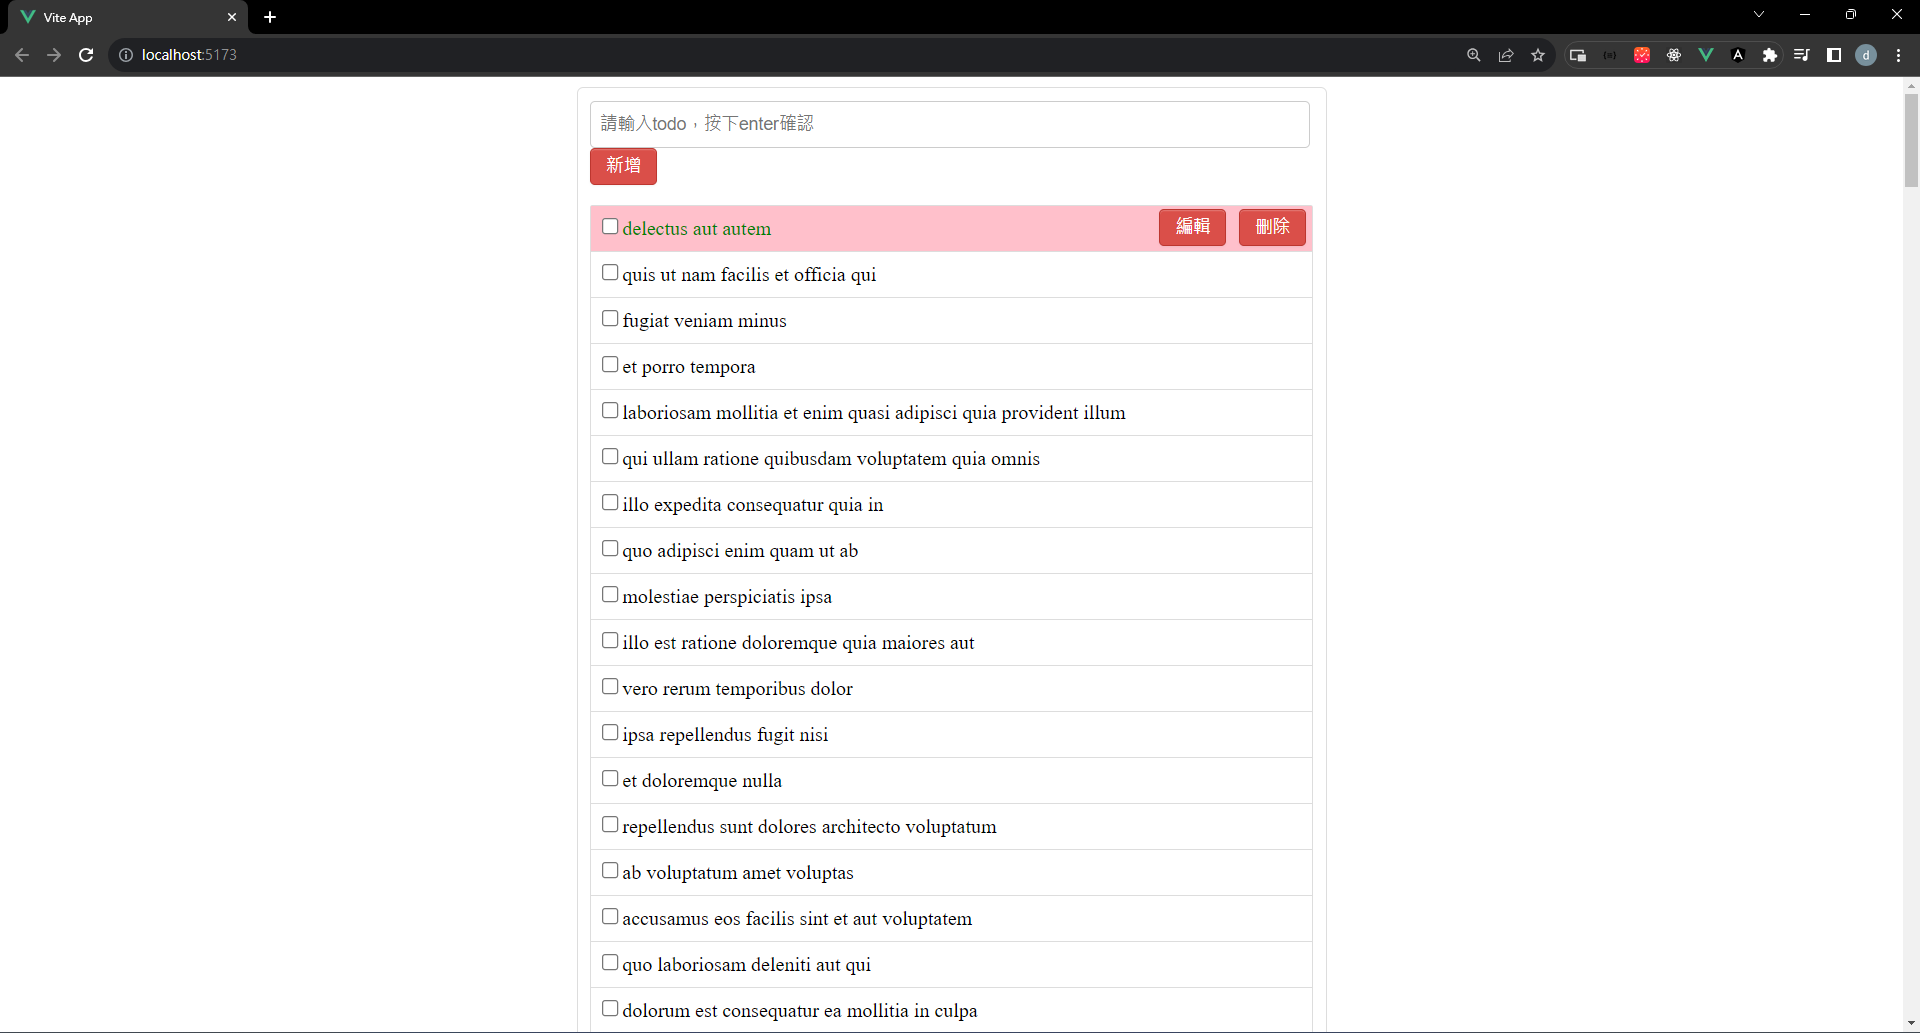 Vite App
localhost:5173
d
請輸入todo，按下enter確認
新增
delectus aut autem 編輯 刪除
quis ut nam facilis et officia qui
fugiat veniam minus
et porro tempora
laboriosam mollitia et enim quasi adipisci quia provident illum
qui ullam ratione quibusdam voluptatem quia omnis
illo expedita consequatur quia in
quo adipisci enim quam ut ab
molestiae perspiciatis ipsa
illo est ratione doloremque quia maiores aut
vero rerum temporibus dolor
ipsa repellendus fugit nisi
et doloremque nulla
repellendus sunt dolores architecto voluptatum
ab voluptatum amet voluptas
accusamus eos facilis sint et aut voluptatem
quo laboriosam deleniti aut qui
dolorum est consequatur ea mollitia in culpa